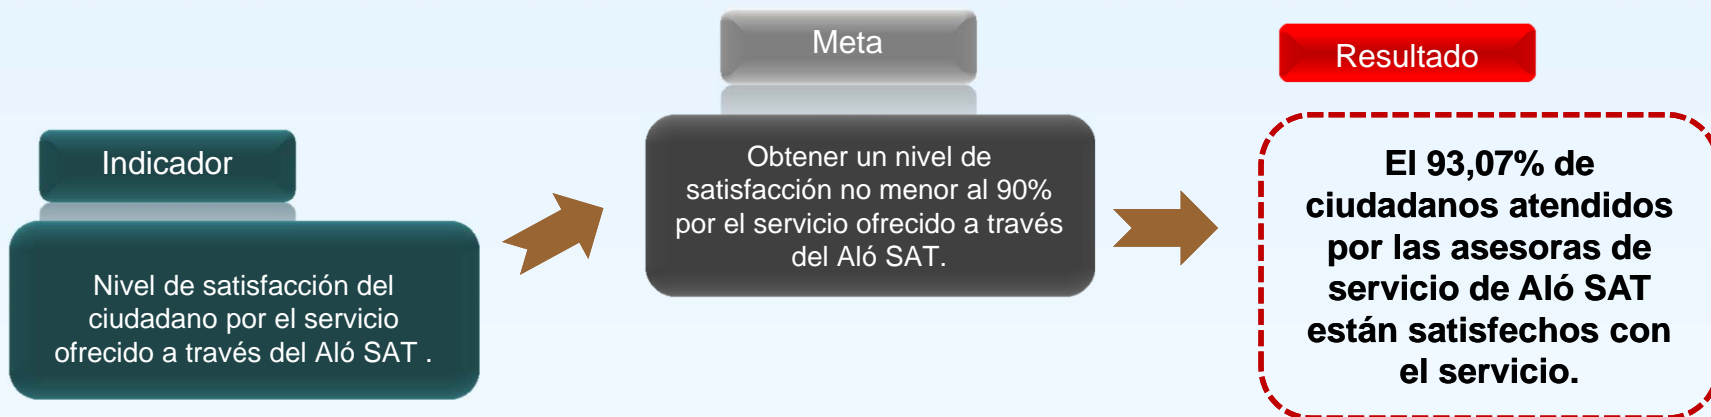 Indicador
Nivel de satisfacción del
ciudadano por el servicio
ofrecido a través del Aló SAT .
Meta
Obtener un nivel de
satisfacción no menor al 90%
por el servicio ofrecido a través
del Aló SAT.
Resultado
El 93,07% de
ciudadanos atendidos
por las asesoras de
servicio de Aló SAT
están satisfechos con
el servicio.